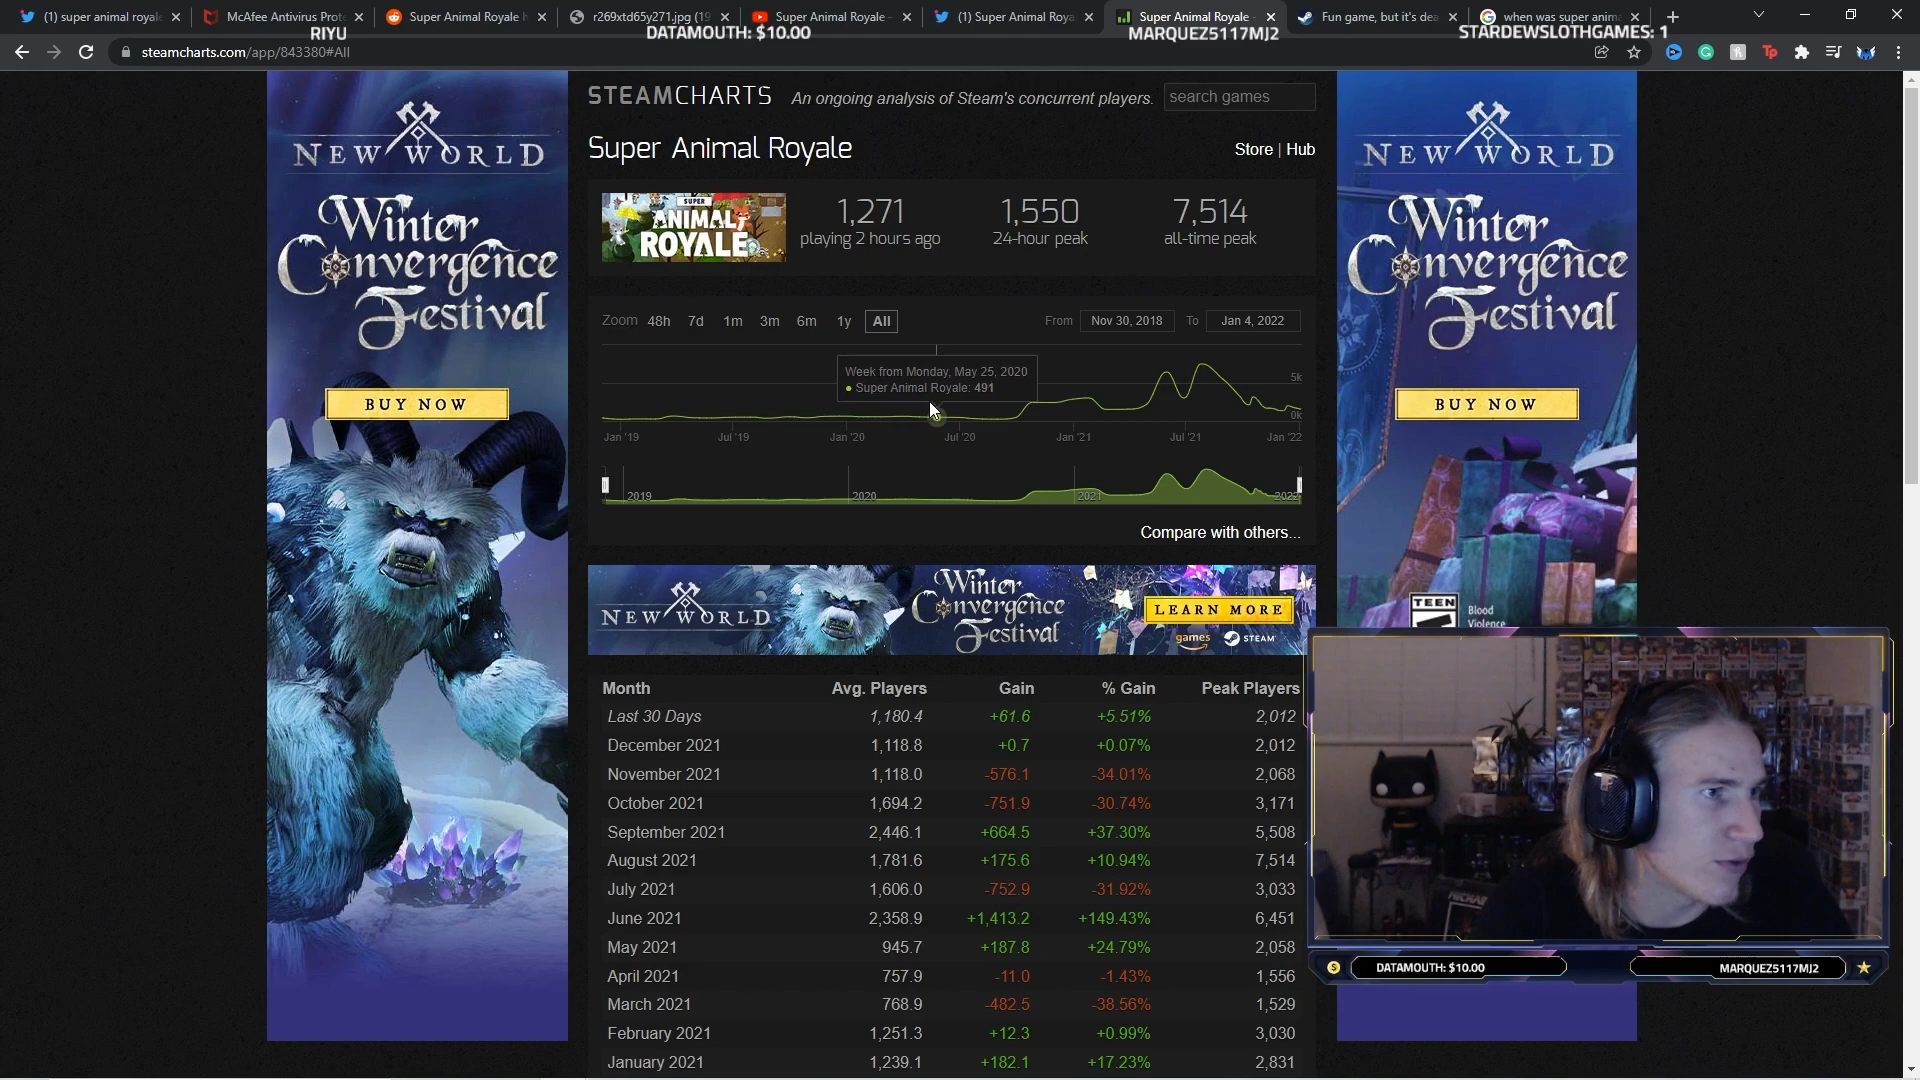 (1) super animal royale
McAfee Antivirus Prot
Super Animal Royale h
r269xtd65y271.jpg (19
Super Animal Royale -
(1) Super Animal Roya
Super Animal Royale -
Fun game, but it's dea
when was super anima
RIYU
DATAMOUTH: $10.00
MARQUEZ5117MJ2
STARDEWSLOTHGAMES: 1
steamcharts.com/app/843380#All
NEW WORLD
Winter
Convergence
Festival
BUY NOW
STEAMCHARTS
An ongoing analysis of Steam's concurrent players.
search games
Super Animal Royale
Store | Hub
SUPER
ANIMAL
ROYALE
1,271
playing 2 hours ago
1,550
24-hour peak
7,514
all-time peak
Zoom 48h 7d 1m 3m 6m 1y All
From Nov 30, 2018 To Jan 4, 2022
Week from Monday, May 25, 2020
Super Animal Royale: 491
5k
0k
Jan '19 Jul '19 Jan '20 Jul '20 Jan '21 Jul '21 Jan '22
2019 2020 2021 2022
Compare with others...
NEW WORLD
Winter
Convergence
Festival
LEARN MORE
games STEAM
Month Avg. Players Gain % Gain Peak Players
Last 30 Days 1,180.4 +61.6 +5.51% 2,012
December 2021 1,118.8 +0.7 +0.07% 2,012
November 2021 1,118.0 -576.1 -34.01% 2,068
October 2021 1,694.2 -751.9 -30.74% 3,171
September 2021 2,446.1 +664.5 +37.30% 5,508
August 2021 1,781.6 +175.6 +10.94% 7,514
July 2021 1,606.0 -752.9 -31.92% 3,033
June 2021 2,358.9 +1,413.2 +149.43% 6,451
May 2021 945.7 +187.8 +24.79% 2,058
April 2021 757.9 -11.0 -1.43% 1,556
March 2021 768.9 -482.5 -38.56% 1,529
February 2021 1,251.3 +12.3 +0.99% 3,030
January 2021 1,239.1 +182.1 +17.23% 2,831
NEW WORLD
Winter
Convergence
Festival
BUY NOW
TEEN
Blood
Violence
DATAMOUTH: $10.00
MARQUEZ5117MJ2